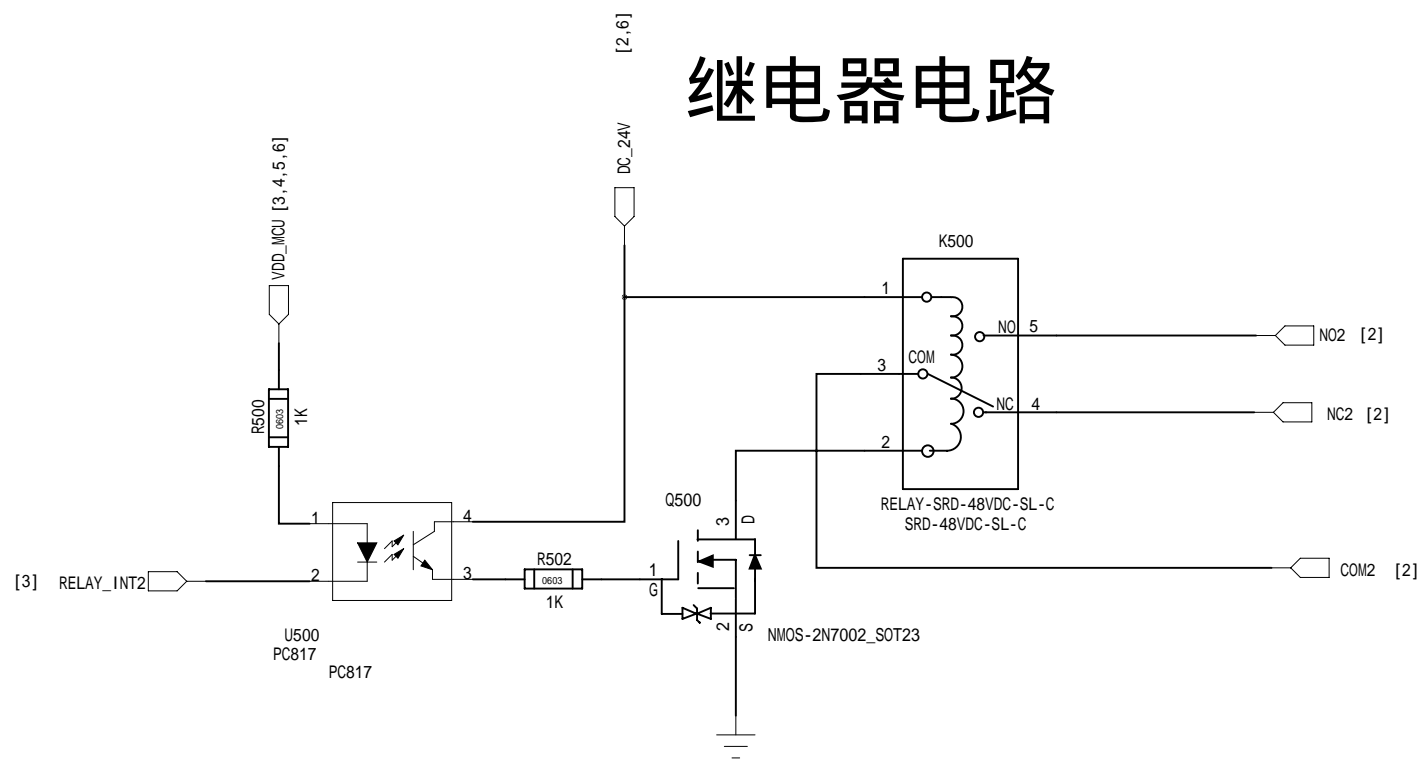 继电器电路
[2,6]
DC_24V
VDD_MCU [3,4,5,6]
K500
1
NO
5
NO2 [2]
COM
3
NC
4
NC2 [2]
2
RELAY-SRD-48VDC-SL-C
SRD-48VDC-SL-C
R500
0603
1K
Q500
3
D
1
4
[3] RELAY_INT2
2
3
R502
0603
1K
1
G
2
S
NMOS-2N7002_SOT23
COM2 [2]
U500
PC817
PC817